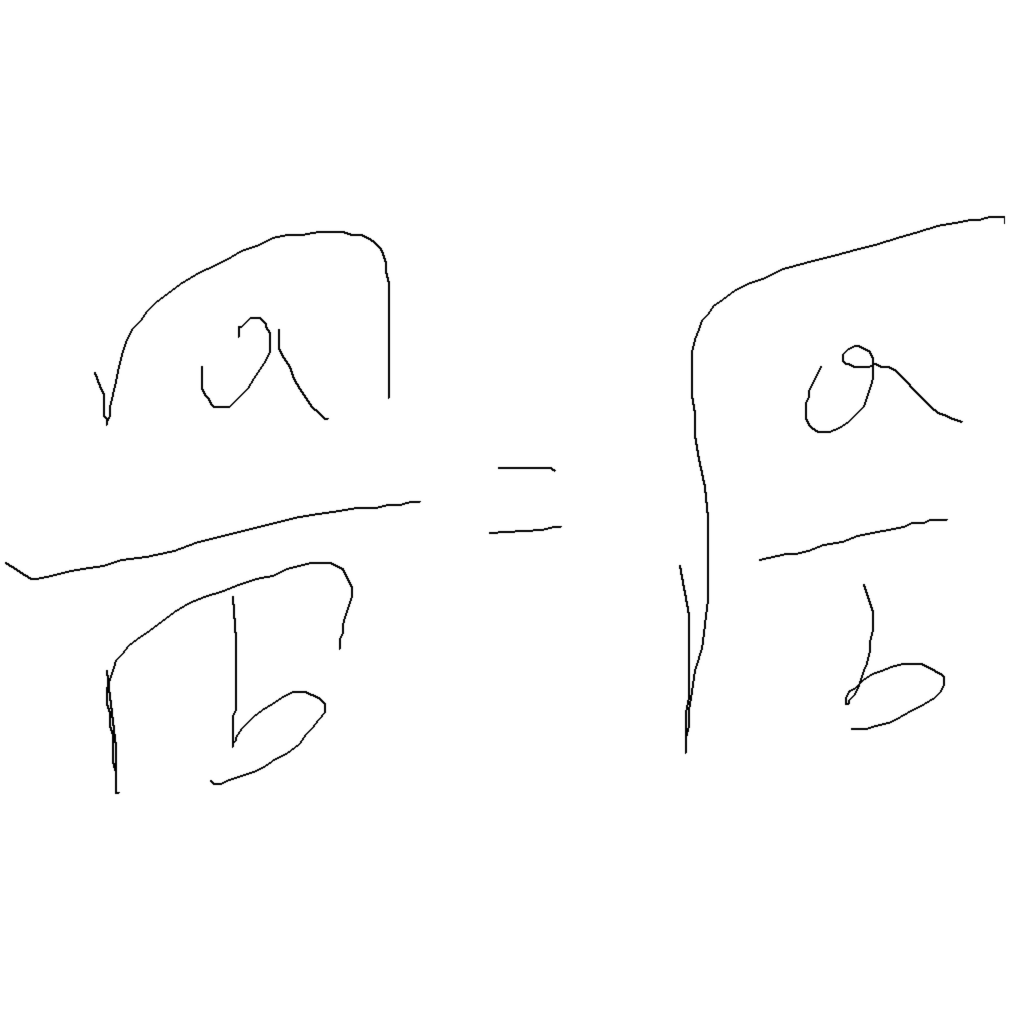 √a/√b = √(a/b)